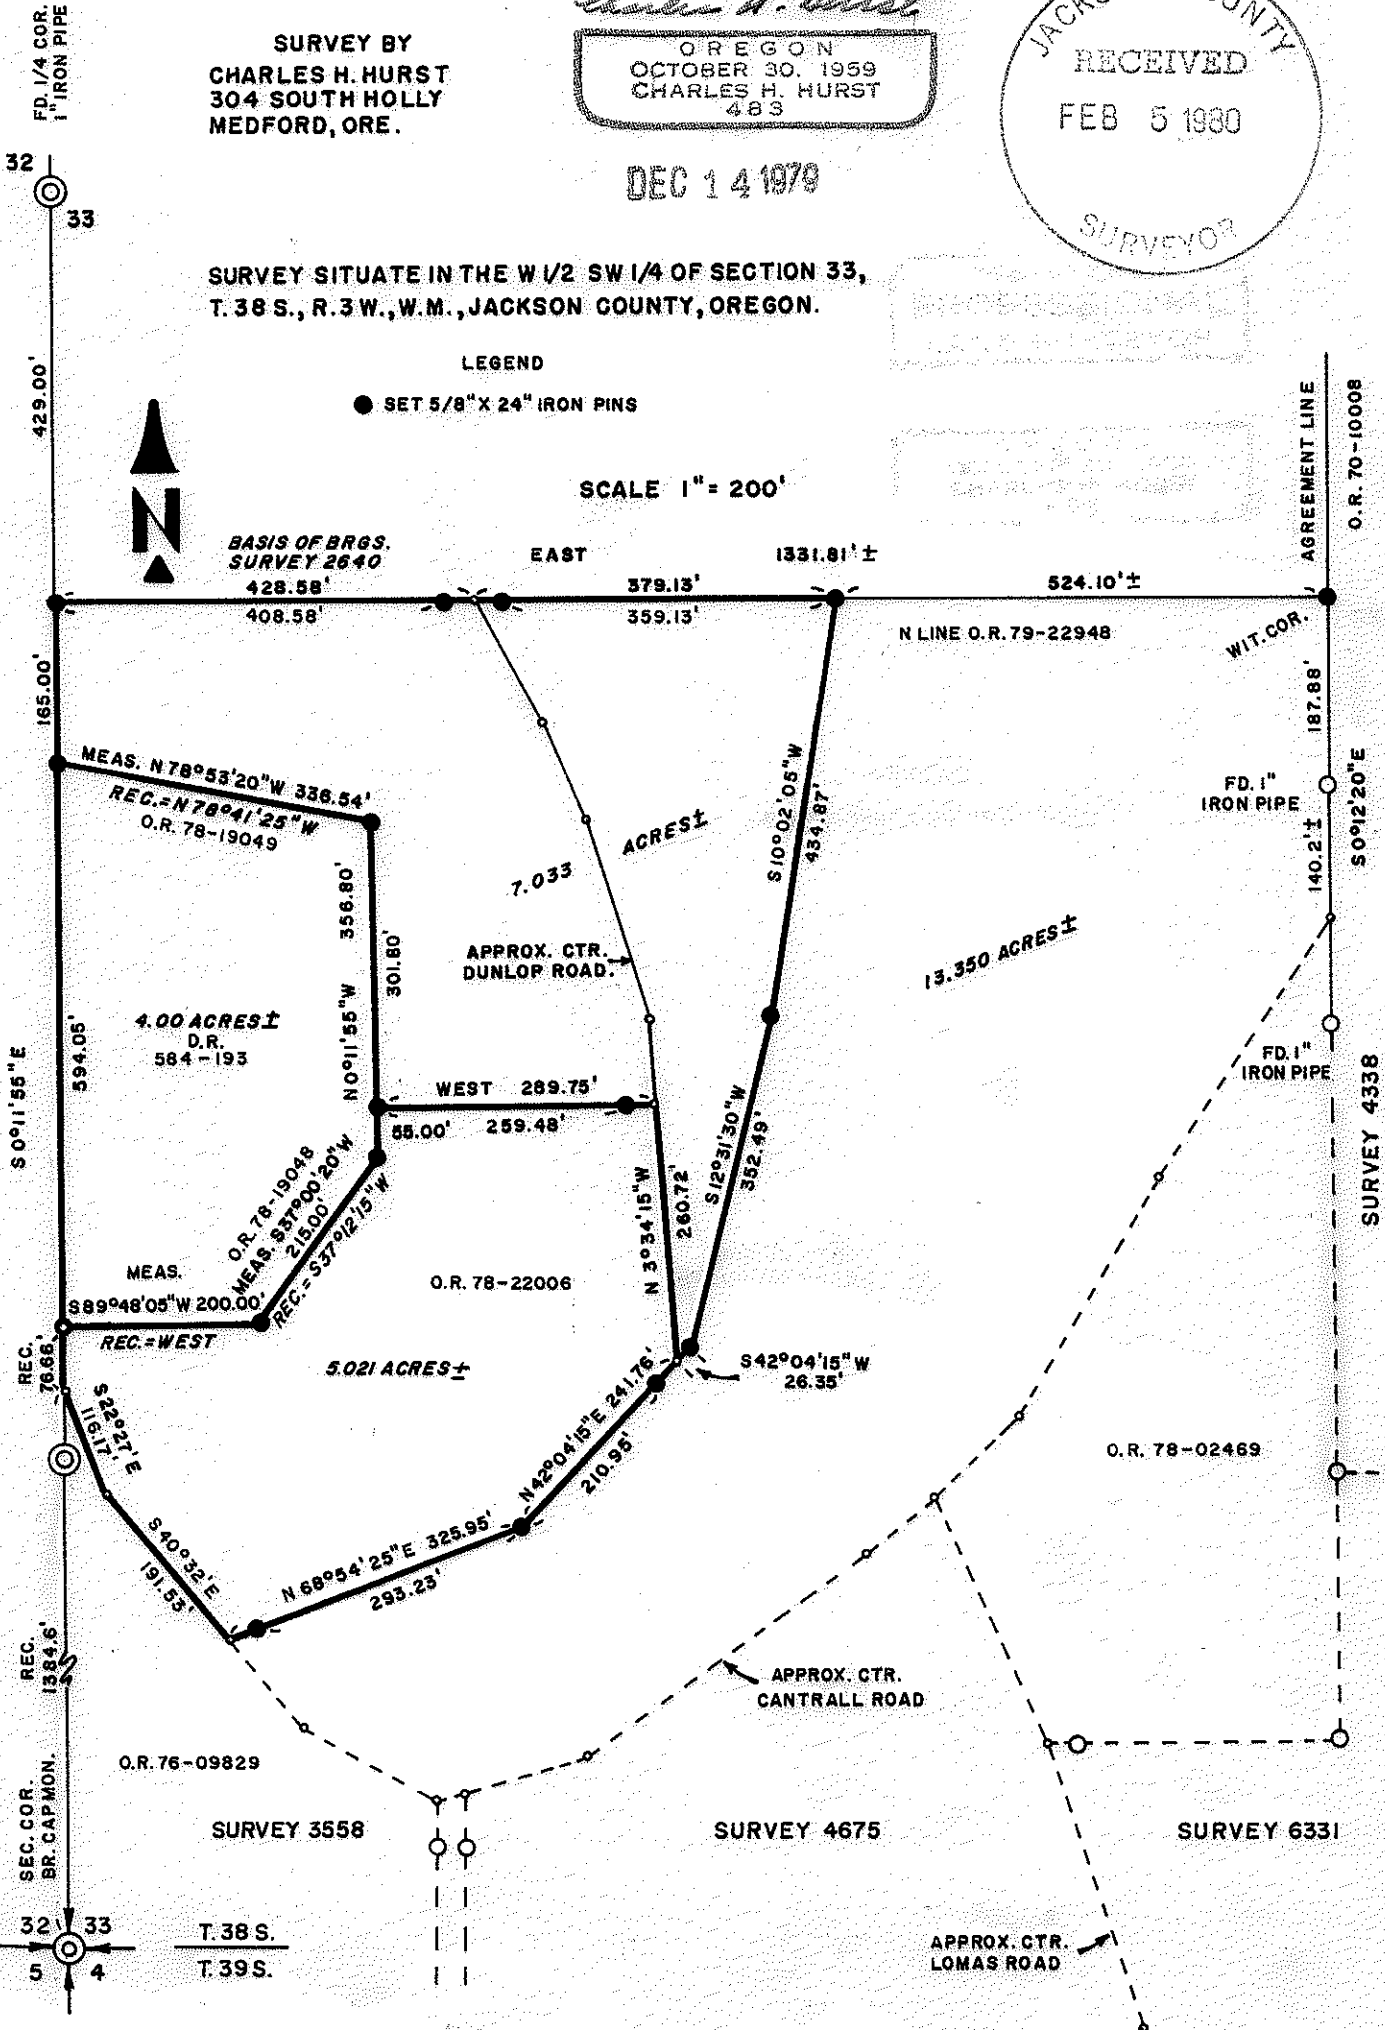 FD. 1/4 COR.
1" IRON PIPE
SURVEY BY
CHARLES H. HURST
304 SOUTH HOLLY
MEDFORD, ORE.
OREGON
OCTOBER 30, 1959
CHARLES H. HURST
483
DEC 14 1979
JACKSON COUNTY
RECEIVED
FEB 5 1980
SURVEYOR
32
33
SURVEY SITUATE IN THE W 1/2 SW 1/4 OF SECTION 33,
T. 38 S., R. 3 W., W.M., JACKSON COUNTY, OREGON.
LEGEND
SET 5/8" X 24" IRON PINS
SCALE 1" = 200'
N
429.00'
AGREEMENT LINE
O.R. 70-10008
BASIS OF BRGS.
SURVEY 2640
EAST
1331.81' ±
428.58'
408.58'
379.13'
359.13'
524.10' ±
N LINE O.R. 79-22948
WIT. COR.
165.00'
187.88'
MEAS. N 78°53'20" W 336.54'
REC. = N 78°41'25" W
O.R. 78-19049
S 10°02'05" W
434.87'
FD. 1"
IRON PIPE
S 0°12'20" E
140.2' ±
7.033 ACRES ±
356.80'
301.80'
N 0°11'55" W
APPROX. CTR.
DUNLOP ROAD.
13.350 ACRES ±
4.00 ACRES ±
D.R.
584-193
594.05'
S 0°11'55" E
FD. 1"
IRON PIPE
SURVEY 4338
WEST 289.75'
55.00'
259.48'
S 12°31'30" W
352.49'
O.R. 78-19048
MEAS. S 37°00'20" W
215.00'
REC. = S 37°12'15" W
N 3°34'15" W
260.72'
MEAS.
S 89°48'05" W 200.00'
REC. = WEST
O.R. 78-22006
REC.
76.66'
5.021 ACRES ±
S 42°04'15" W
26.35'
S 22°27' E
116.17'
N 42°04'15" E 241.76'
210.95'
O.R. 78-02469
S 40°32' E
191.53'
N 68°54'25" E 325.95'
293.23'
REC.
1384.6'
APPROX. CTR.
CANTRALL ROAD
O.R. 76-09829
SEC. COR.
BR. CAP MON.
SURVEY 3558
SURVEY 4675
SURVEY 6331
32
33
T. 38 S.
T. 39 S.
5
4
APPROX. CTR.
LOMAS ROAD